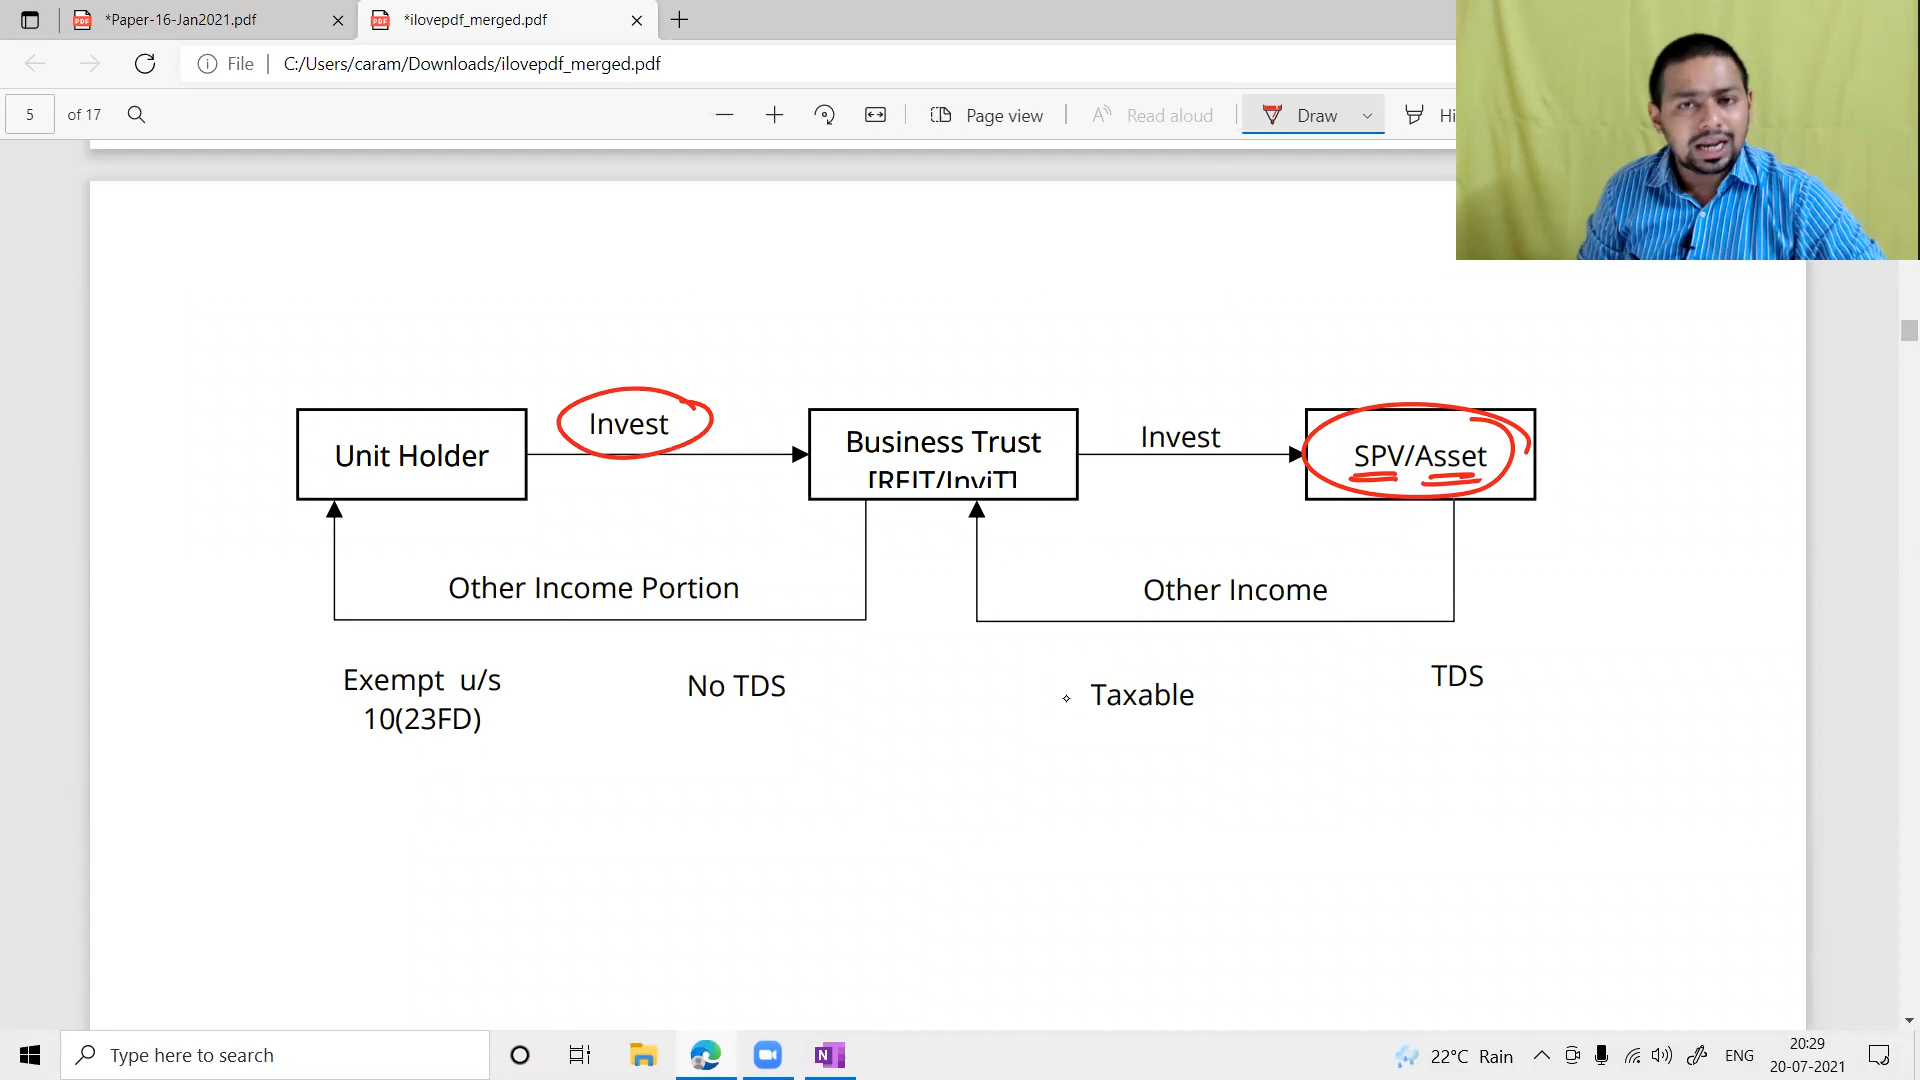 *Paper-16-Jan2021.pdf
*ilovepdf_merged.pdf
File
C:/Users/caram/Downloads/ilovepdf_merged.pdf
5 of 17
Page view
Read aloud
Draw
Hi
Invest
Unit Holder
Business Trust
[REIT/InviT]
Invest
SPV/Asset
Other Income Portion
Other Income
Exempt u/s
10(23FD)
No TDS
Taxable
TDS
Type here to search
22°C Rain
ENG
20:29
20-07-2021